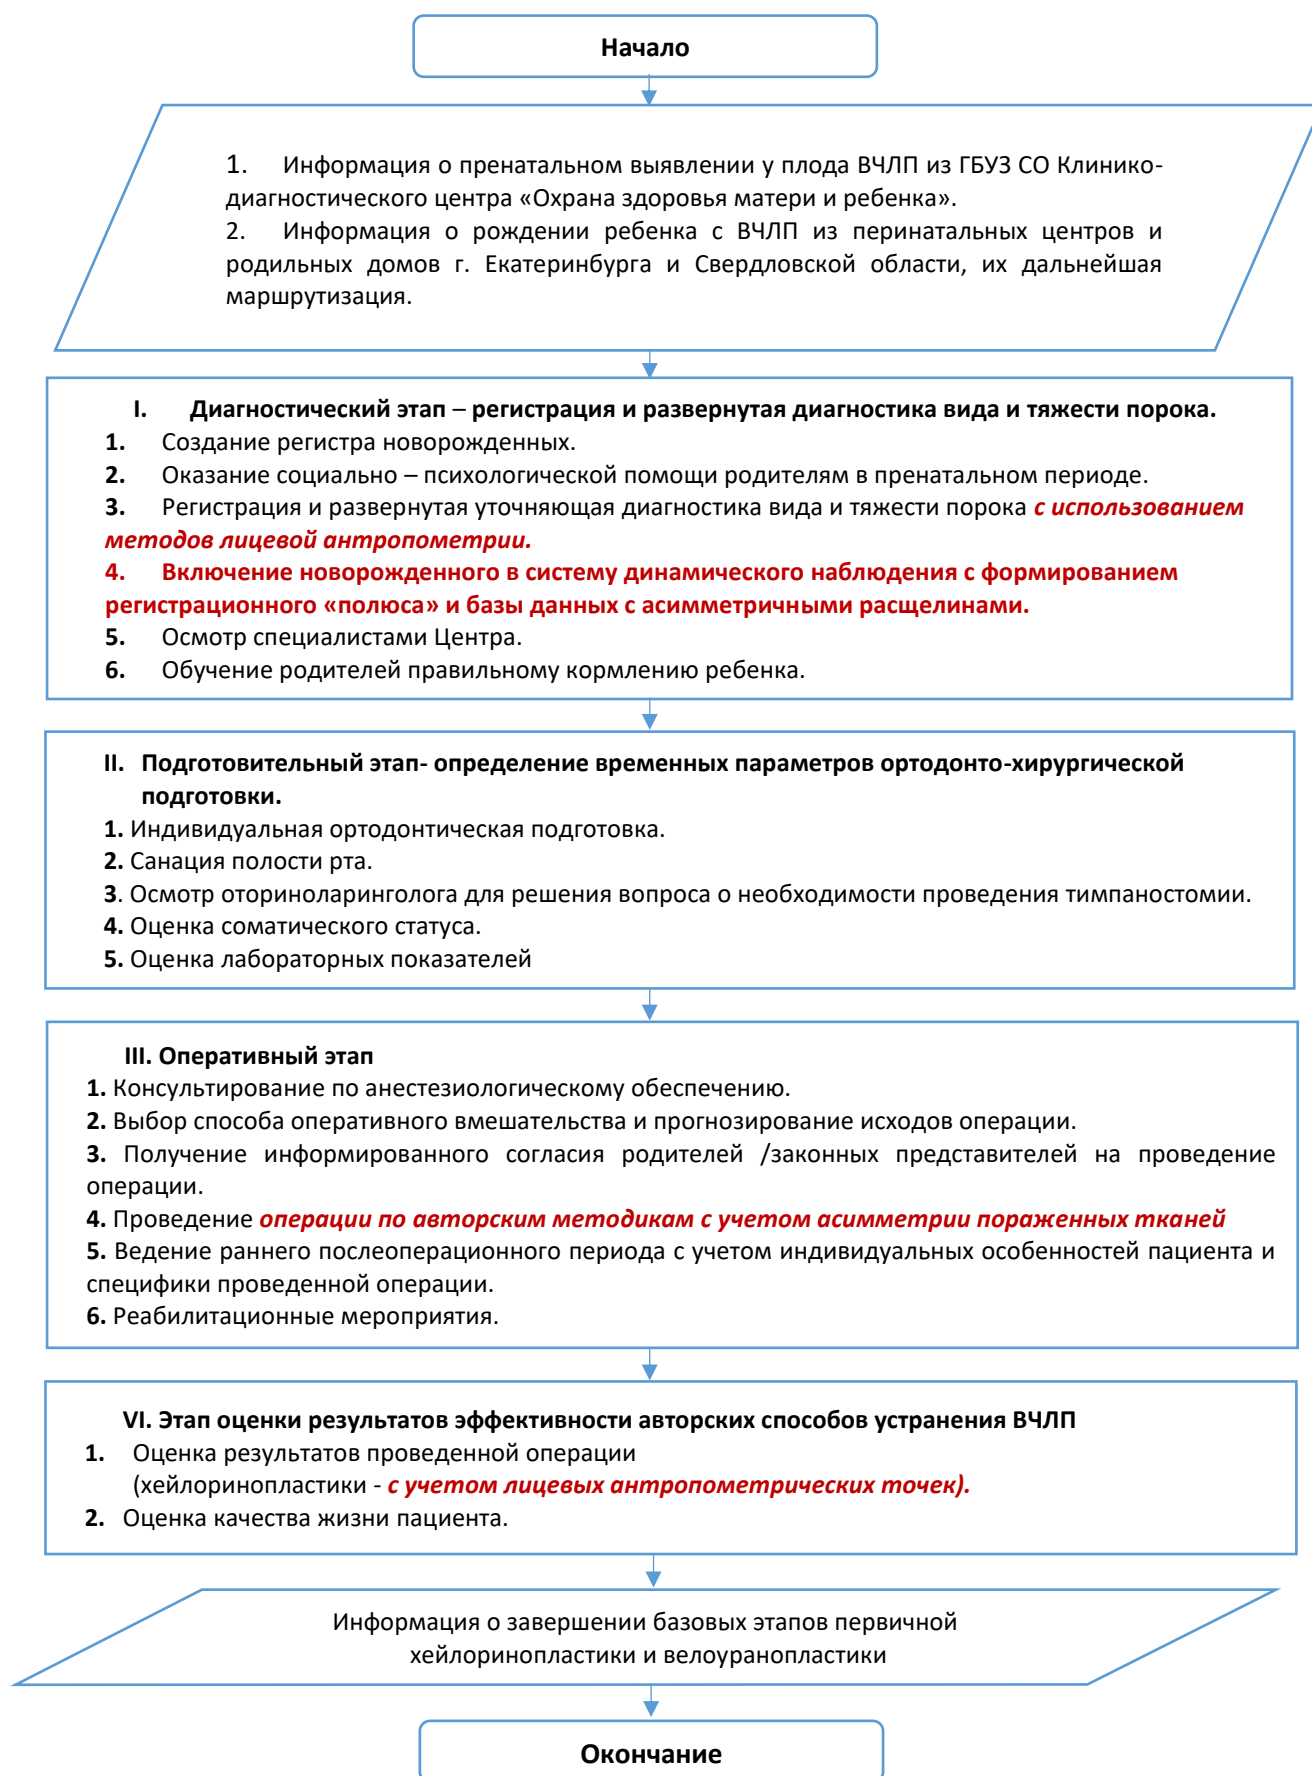 Начало
1. Информация о пренатальном выявлении у плода ВЧЛП из ГБУЗ СО Клинико-
диагностического центра «Охрана здоровья матери и ребенка».
2. Информация о рождении ребенка с ВЧЛП из перинатальных центров и
родильных домов г. Екатеринбурга и Свердловской области, их дальнейшая
маршрутизация.
I. Диагностический этап – регистрация и развернутая диагностика вида и тяжести порока.
1. Создание регистра новорожденных.
2. Оказание социально – психологической помощи родителям в пренатальном периоде.
3. Регистрация и развернутая уточняющая диагностика вида и тяжести порока с использованием
методов лицевой антропометрии.
4. Включение новорожденного в систему динамического наблюдения с формированием
регистрационного «полюса» и базы данных с асимметричными расщелинами.
5. Осмотр специалистами Центра.
6. Обучение родителей правильному кормлению ребенка.
II. Подготовительный этап- определение временных параметров ортодонто-хирургической
подготовки.
1. Индивидуальная ортодонтическая подготовка.
2. Санация полости рта.
3. Осмотр оториноларинголога для решения вопроса о необходимости проведения тимпаностомии.
4. Оценка соматического статуса.
5. Оценка лабораторных показателей
III. Оперативный этап
1. Консультирование по анестезиологическому обеспечению.
2. Выбор способа оперативного вмешательства и прогнозирование исходов операции.
3. Получение информированного согласия родителей /законных представителей на проведение
операции.
4. Проведение операции по авторским методикам с учетом асимметрии пораженных тканей
5. Ведение раннего послеоперационного периода с учетом индивидуальных особенностей пациента и
специфики проведенной операции.
6. Реабилитационные мероприятия.
VI. Этап оценки результатов эффективности авторских способов устранения ВЧЛП
1. Оценка результатов проведенной операции
(хейлоринопластики - с учетом лицевых антропометрических точек).
2. Оценка качества жизни пациента.
Информация о завершении базовых этапов первичной
хейлоринопластики и велоуранопластики
Окончание